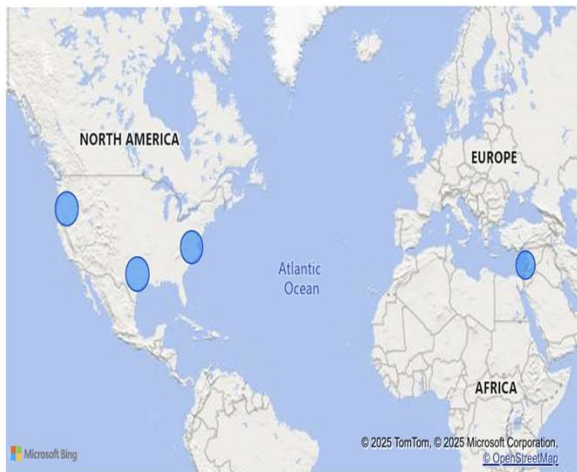 NORTH AMERICA
EUROPE
Atlantic
Ocean
AFRICA
© 2025 TomTom, © 2025 Microsoft Corporation,
© OpenStreetMap
Microsoft Bing